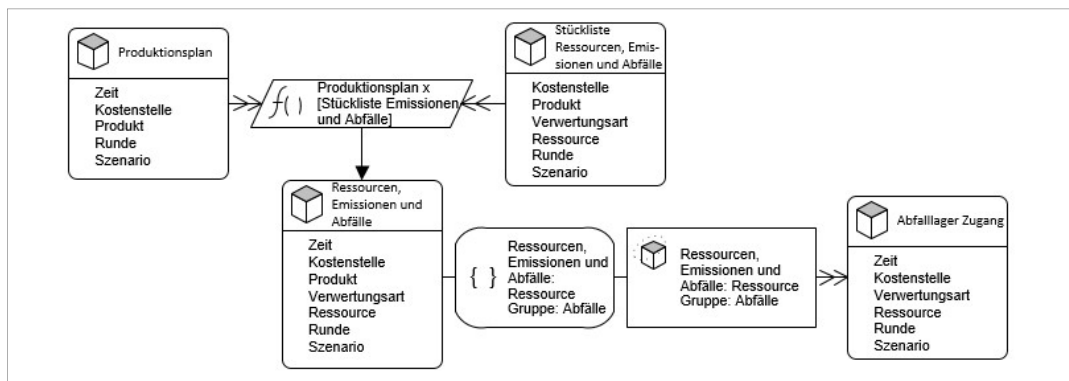 Produktionsplan
Zeit
Kostenstelle
Produkt
Runde
Szenario
f()
Produktionsplan x
[Stückliste Emissionen
und Abfälle]
Stückliste
Ressourcen, Emis-
sionen und Abfälle
Kostenstelle
Produkt
Verwertungsart
Ressource
Runde
Szenario
Ressourcen,
Emissionen und
Abfälle
Zeit
Kostenstelle
Produkt
Verwertungsart
Ressource
Runde
Szenario
{ }
Ressourcen,
Emissionen und
Abfälle:
Ressource
Gruppe: Abfälle
Ressourcen,
Emissionen und
Abfälle: Ressource
Gruppe: Abfälle
Abfalllager Zugang
Zeit
Kostenstelle
Verwertungsart
Ressource
Runde
Szenario